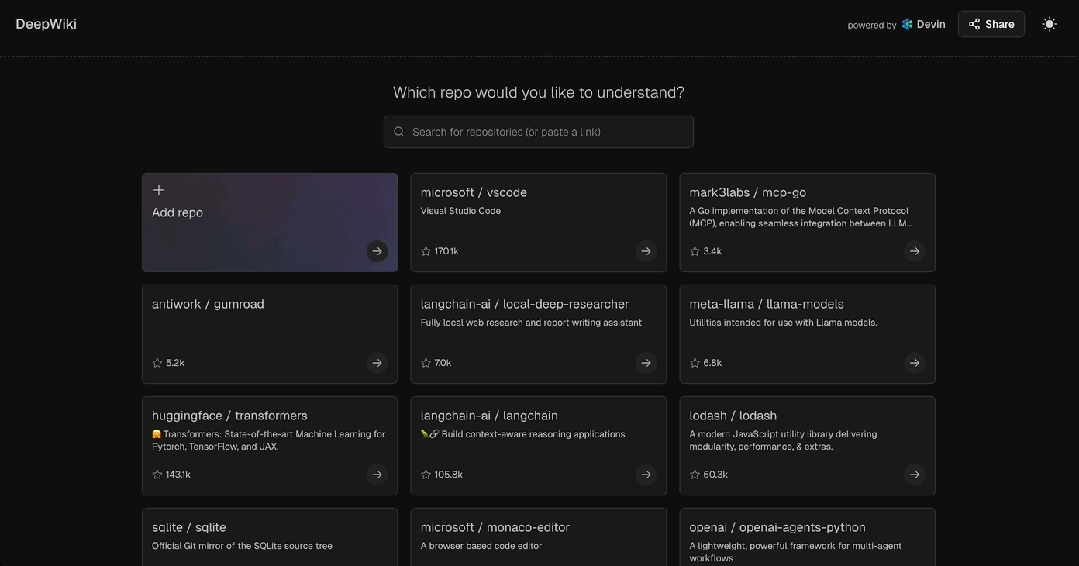 DeepWiki
powered by Devin
Share
Which repo would you like to understand?
Search for repositories (or paste a link)
Add repo
microsoft / vscode
Visual Studio Code
170.1k
mark3labs / mcp-go
A Go implementation of the Model Context Protocol
(MCP), enabling seamless integration between LLM...
3.4k
antiwork / gumroad
5.2k
langchain-ai / local-deep-researcher
Fully local web research and report writing assistant
7.0k
meta-llama / llama-models
Utilities intended for use with Llama models.
6.8k
huggingface / transformers
🤗 Transformers: State-of-the-art Machine Learning for
Pytorch, TensorFlow, and JAX.
143.1k
langchain-ai / langchain
🦜🔗 Build context-aware reasoning applications
105.8k
lodash / lodash
A modern JavaScript utility library delivering
modularity, performance, & extras.
60.3k
sqlite / sqlite
Official Git mirror of the SQLite source tree
microsoft / monaco-editor
A browser based code editor
openai / openai-agents-python
A lightweight, powerful framework for multi-agent
workflows